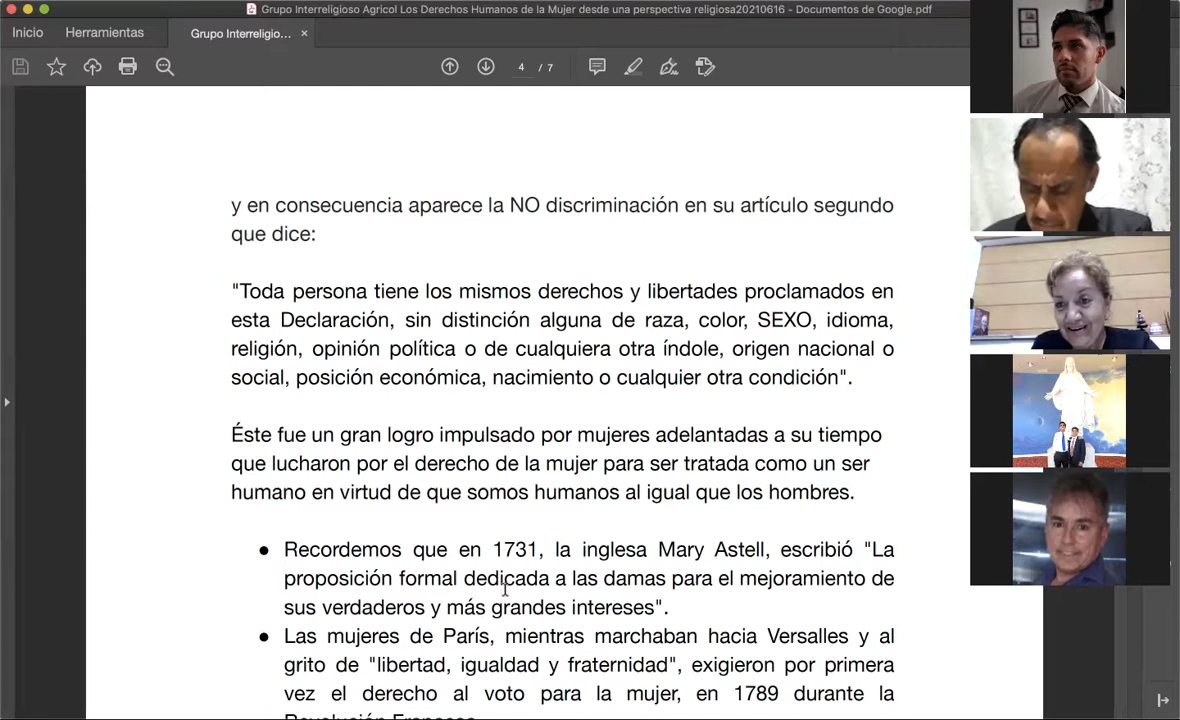 Grupo Interreligioso Agricol Los Derechos Humanos de la Mujer desde una perspectiva religiosa20210616 - Documentos de Google.pdf
Inicio
Herramientas
Grupo Interreligio...
×
4 / 7
y en consecuencia aparece la NO discriminación en su artículo segundo
que dice:
"Toda persona tiene los mismos derechos y libertades proclamados en
esta Declaración, sin distinción alguna de raza, color, SEXO, idioma,
religión, opinión política o de cualquiera otra índole, origen nacional o
social, posición económica, nacimiento o cualquier otra condición".
Éste fue un gran logro impulsado por mujeres adelantadas a su tiempo
que lucharon por el derecho de la mujer para ser tratada como un ser
humano en virtud de que somos humanos al igual que los hombres.
● Recordemos que en 1731, la inglesa Mary Astell, escribió "La
proposición formal dedicada a las damas para el mejoramiento de
sus verdaderos y más grandes intereses".
● Las mujeres de París, mientras marchaban hacia Versalles y al
grito de "libertad, igualdad y fraternidad", exigieron por primera
vez el derecho al voto para la mujer, en 1789 durante la
Revolución Francesa